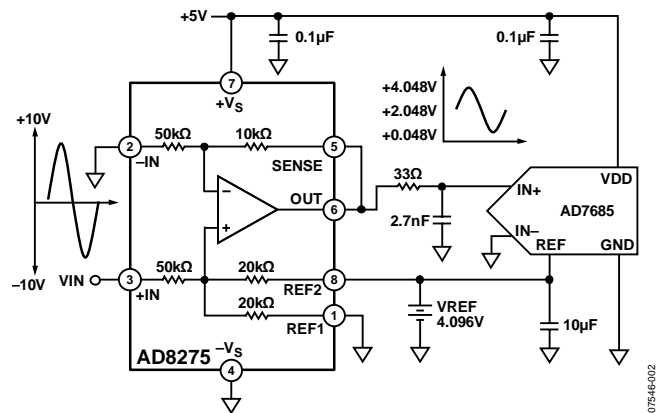 +5V
0.1µF
0.1µF
7
+VS
+10V
–10V
2
–IN
50kΩ
10kΩ
5
SENSE
+4.048V
+2.048V
+0.048V
–
+
OUT
6
33Ω
2.7nF
IN+
VDD
AD7685
IN–
REF
GND
VIN
3
+IN
50kΩ
20kΩ
8
REF2
20kΩ
1
REF1
VREF
4.096V
10µF
AD8275
–VS
4
07546-002